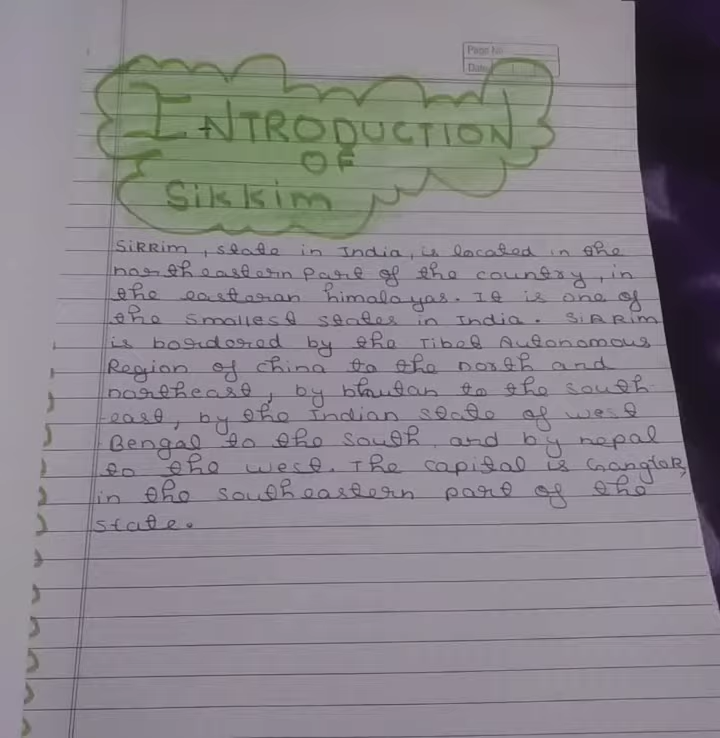 Page No
Date
INTRODUCTION
OF
Sikkim
Sikkim, state in India, is located in the
northeastern part of the country, in
the eastaran himalayas. It is one of
the smallest states in India. Sikkim
is bordered by the Tibet Autonomous
Region of china to the north and
northeast, by bhutan to the south
east, by the Indian state of west
Bengal to the south and by nepal
to the west. The capital is Gangtok,
in the southeastern part of the
state.